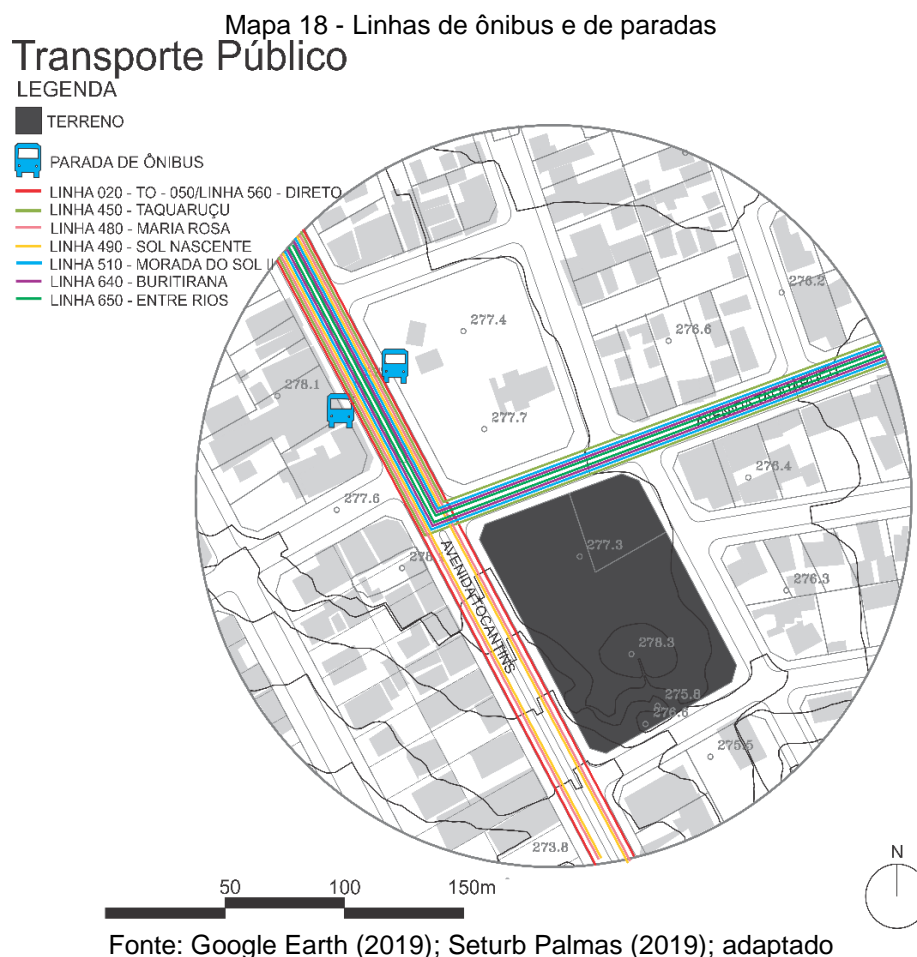 Mapa 18 - Linhas de ônibus e de paradas
Transporte Público
LEGENDA
TERRENO
PARADA DE ÔNIBUS
LINHA 020 - TO - 050/LINHA 560 - DIRETO
LINHA 450 - TAQUARUÇU
LINHA 480 - MARIA ROSA
LINHA 490 - SOL NASCENTE
LINHA 510 - MORADA DO SOL II
LINHA 640 - BURITIRANA
LINHA 650 - ENTRE RIOS
276.2
277.4
276.6
278.1
AVENIDA
277.7
276.4
277.6
277.3
276.3
AVENIDA TOCANTINS
278.3
275.8
276.6
275.5
273.8
50 100 150m
N
Fonte: Google Earth (2019); Seturb Palmas (2019); adaptado